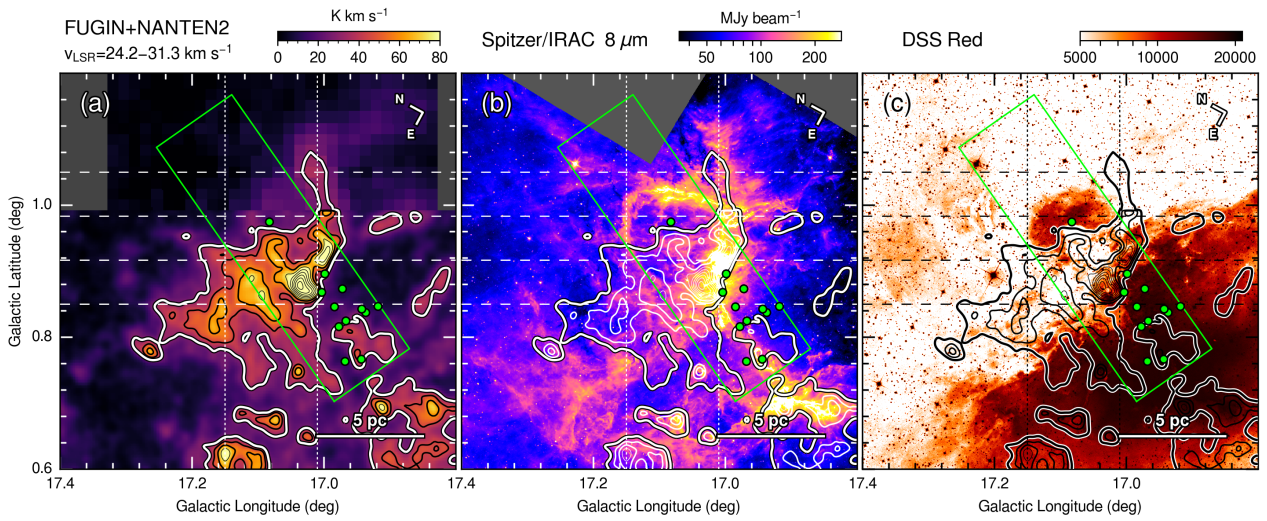 FUGIN+NANTEN2
vLSR=24.2−31.3 km s−1
K km s−1
0 20 40 60 80
Spitzer/IRAC 8 μm
MJy beam−1
50 100 200
DSS Red
5000 10000 20000
(a)
N
E
5 pc
(b)
N
E
5 pc
(c)
N
E
5 pc
Galactic Latitude (deg)
1.0
0.8
0.6
17.4 17.2 17.0 17.4 17.2 17.0 17.4 17.2 17.0
Galactic Longitude (deg) Galactic Longitude (deg) Galactic Longitude (deg)